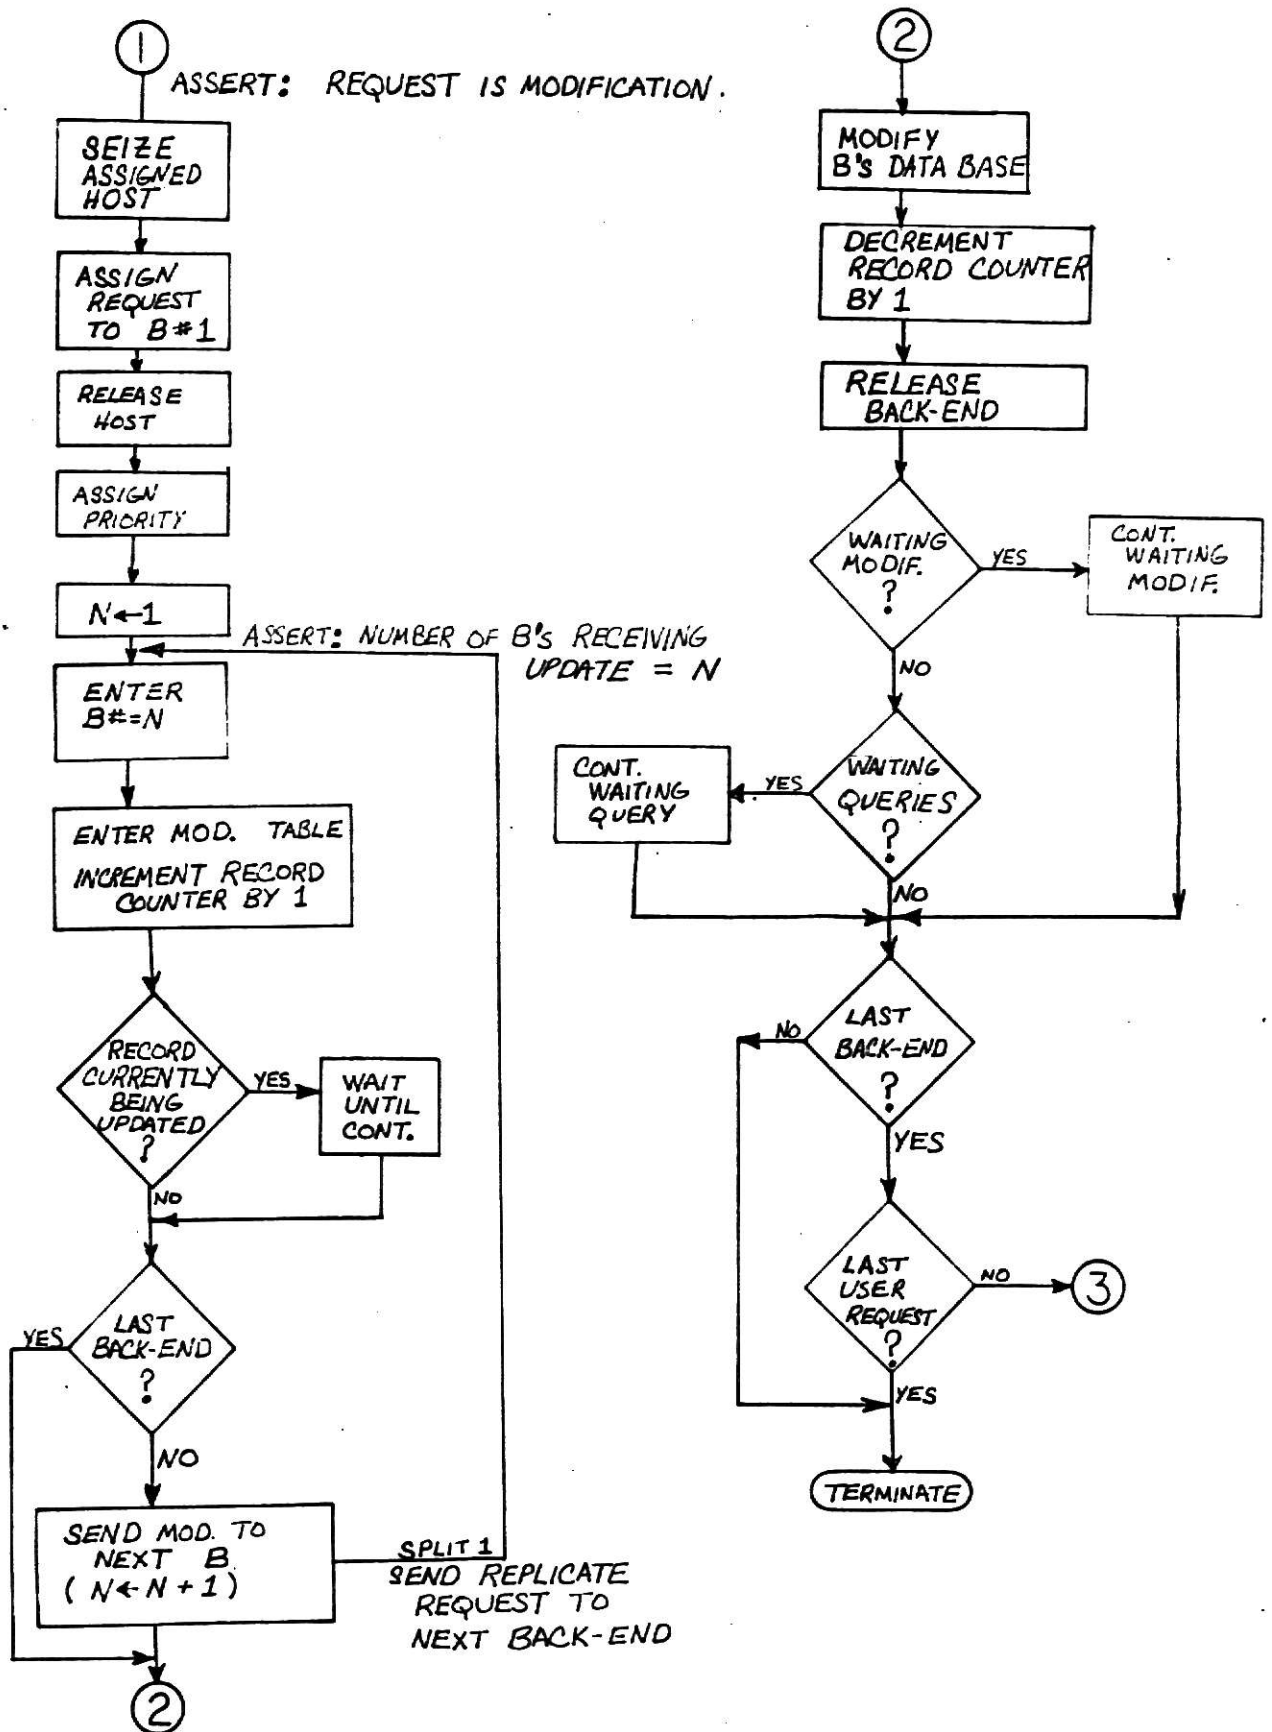 1
ASSERT: REQUEST IS MODIFICATION.
SEIZE
ASSIGNED
HOST
ASSIGN
REQUEST
TO B#1
RELEASE
HOST
ASSIGN
PRIORITY
N←1
ASSERT: NUMBER OF B's RECEIVING
UPDATE = N
ENTER
B#=N
ENTER MOD. TABLE
INCREMENT RECORD
COUNTER BY 1
RECORD
CURRENTLY
BEING
UPDATED
?
YES
WAIT
UNTIL
CONT.
NO
LAST
BACK-END
?
YES
NO
SEND MOD. TO
NEXT B
(N←N+1)
SPLIT 1
SEND REPLICATE
REQUEST TO
NEXT BACK-END
2
2
MODIFY
B's DATA BASE
DECREMENT
RECORD COUNTER
BY 1
RELEASE
BACK-END
WAITING
MODIF.
?
YES
CONT.
WAITING
MODIF.
NO
WAITING
QUERIES
?
YES
CONT.
WAITING
QUERY
NO
LAST
BACK-END
?
NO
YES
LAST
USER
REQUEST
?
NO
3
YES
TERMINATE